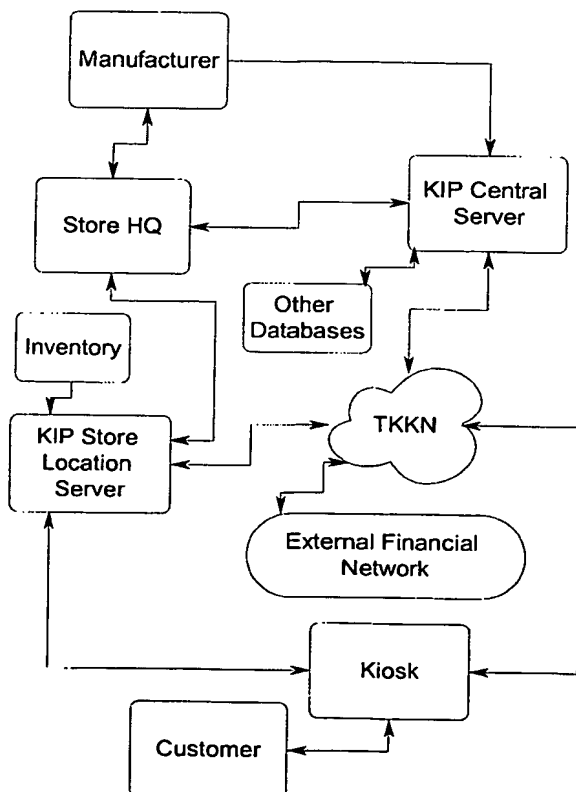 Manufacturer
KIP Central
Server
Store HQ
Other
Databases
Inventory
TKKN
KIP Store
Location
Server
External Financial
Network
Kiosk
Customer